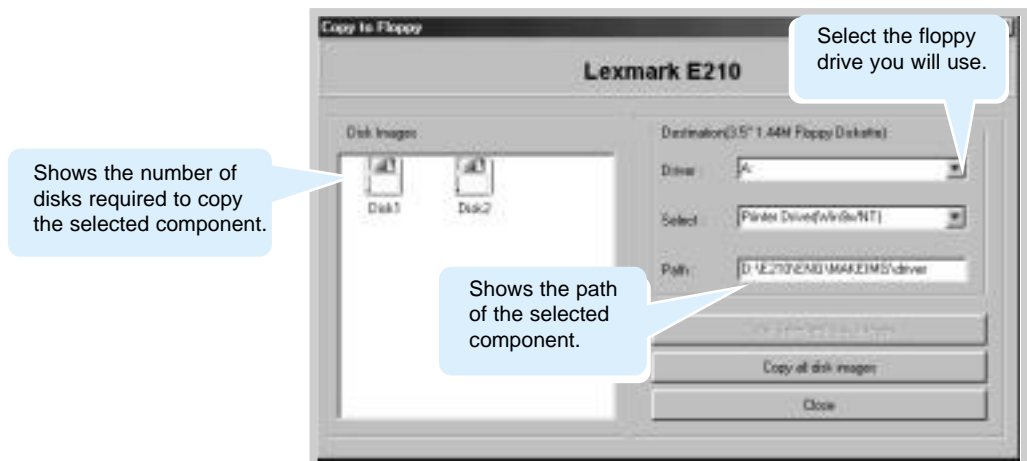 Copy to Floppy
Lexmark E210
Select the floppy
drive you will use.
Disk Images
Disk1
Disk2
Shows the number of
disks required to copy
the selected component.
Destination(3.5" 1.44M Floppy Diskette)
Driver :
A:
Select :
Printer Driver(Win9x/NT)
Path :
D:\E210\ENG\MAKEIMG\driver
Shows the path
of the selected
component.
Copy all disk images
Close